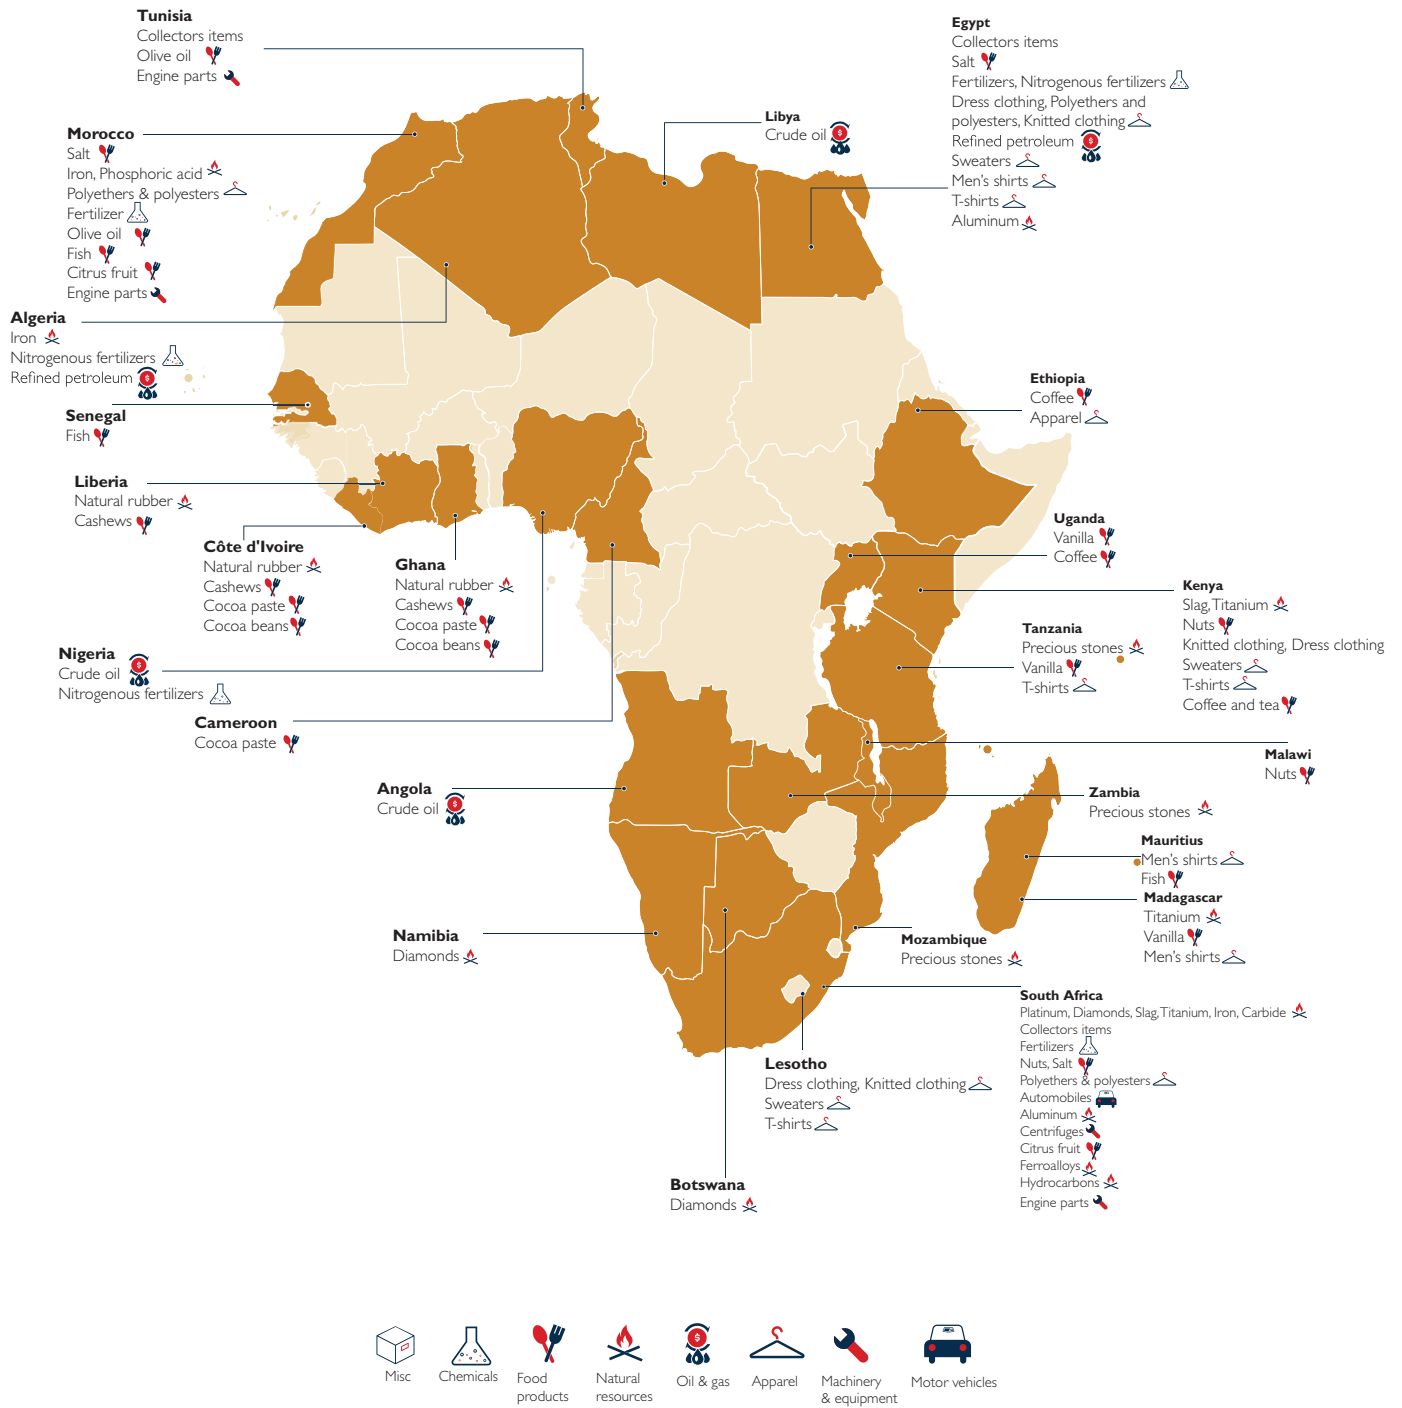 Tunisia
Collectors items
Olive oil
Engine parts
Egypt
Collectors items
Salt
Fertilizers, Nitrogenous fertilizers
Dress clothing, Polyethers and
polyesters, Knitted clothing
Refined petroleum
Sweaters
Men's shirts
T-shirts
Aluminum
Libya
Crude oil
Morocco
Salt
Iron, Phosphoric acid
Polyethers & polyesters
Fertilizer
Olive oil
Fish
Citrus fruit
Engine parts
Algeria
Iron
Nitrogenous fertilizers
Refined petroleum
Senegal
Fish
Ethiopia
Coffee
Apparel
Liberia
Natural rubber
Cashews
Côte d'Ivoire
Natural rubber
Cashews
Cocoa paste
Cocoa beans
Ghana
Natural rubber
Cashews
Cocoa paste
Cocoa beans
Uganda
Vanilla
Coffee
Kenya
Slag, Titanium
Nuts
Knitted clothing, Dress clothing
Sweaters
T-shirts
Coffee and tea
Tanzania
Precious stones
Vanilla
T-shirts
Nigeria
Crude oil
Nitrogenous fertilizers
Cameroon
Cocoa paste
Malawi
Nuts
Angola
Crude oil
Zambia
Precious stones
Mauritius
Men's shirts
Fish
Madagascar
Titanium
Vanilla
Men's shirts
Namibia
Diamonds
Mozambique
Precious stones
South Africa
Platinum, Diamonds, Slag, Titanium, Iron, Carbide
Collectors items
Fertilizers
Nuts, Salt
Polyethers & polyesters
Automobiles
Aluminum
Centrifuges
Citrus fruit
Ferroalloys
Hydrocarbons
Engine parts
Lesotho
Dress clothing, Knitted clothing
Sweaters
T-shirts
Botswana
Diamonds
Misc
Chemicals
Food
products
Natural
resources
Oil & gas
Apparel
Machinery
& equipment
Motor vehicles